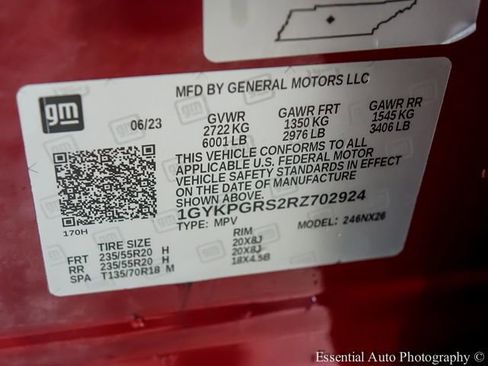 gm
MFD BY GENERAL MOTORS LLC
06/23
GVWR GAWR FRT GAWR RR
2722 KG 1350 KG 1545 KG
6001 LB 2976 LB 3406 LB
THIS VEHICLE CONFORMS TO ALL
APPLICABLE U.S. FEDERAL MOTOR
VEHICLE SAFETY STANDARDS IN EFFECT
ON THE DATE OF MANUFACTURE
SHOWN ABOVE.
1GYKPGRS2RZ702924
170H
TYPE: MPV MODEL: 246NX26
TIRE SIZE RIM
FRT 235/55R20 H 20X8J
RR 235/55R20 H 20X8J
SPA T135/70R18 M 18X4.5B
Essential Auto Photography ©